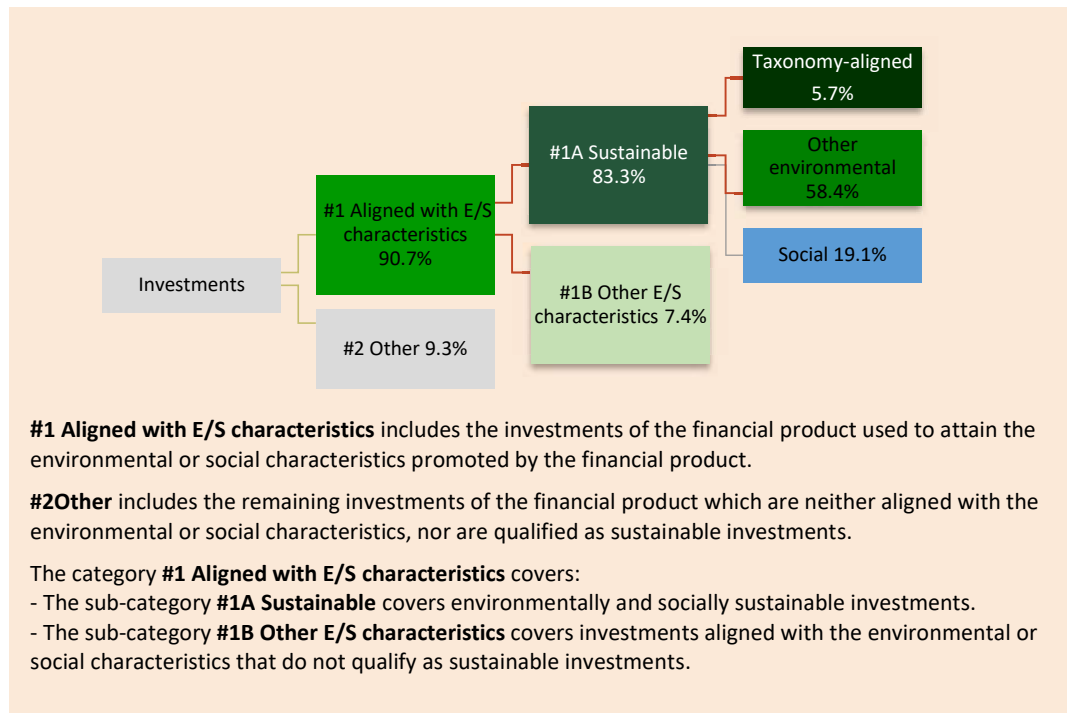 Investments
#1 Aligned with E/S
characteristics
90.7%
#2 Other 9.3%
#1A Sustainable
83.3%
#1B Other E/S
characteristics 7.4%
Taxonomy-aligned
5.7%
Other
environmental
58.4%
Social 19.1%
#1 Aligned with E/S characteristics includes the investments of the financial product used to attain the
environmental or social characteristics promoted by the financial product.
#2Other includes the remaining investments of the financial product which are neither aligned with the
environmental or social characteristics, nor are qualified as sustainable investments.
The category #1 Aligned with E/S characteristics covers:
- The sub-category #1A Sustainable covers environmentally and socially sustainable investments.
- The sub-category #1B Other E/S characteristics covers investments aligned with the environmental or
social characteristics that do not qualify as sustainable investments.